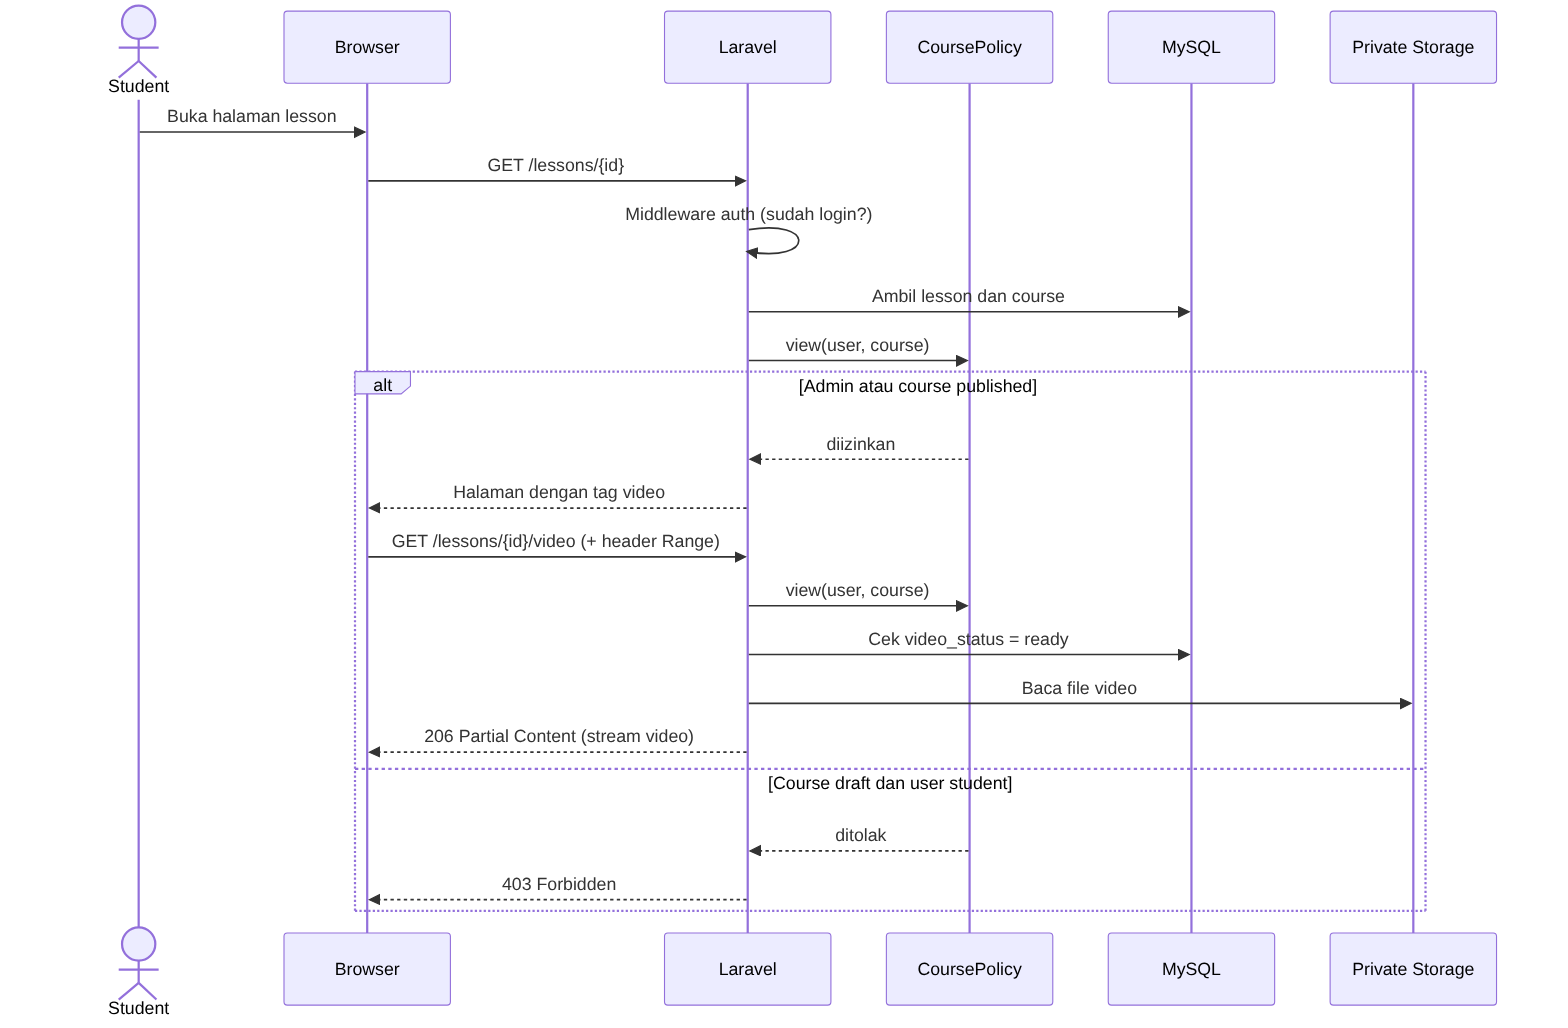 Student
Browser
Laravel
CoursePolicy
MySQL
Private Storage
Buka halaman lesson
GET /lessons/{id}
Middleware auth (sudah login?)
Ambil lesson dan course
view(user, course)
alt
[Admin atau course published]
diizinkan
Halaman dengan tag video
GET /lessons/{id}/video (+ header Range)
view(user, course)
Cek video_status = ready
Baca file video
206 Partial Content (stream video)
[Course draft dan user student]
ditolak
403 Forbidden
Student
Browser
Laravel
CoursePolicy
MySQL
Private Storage